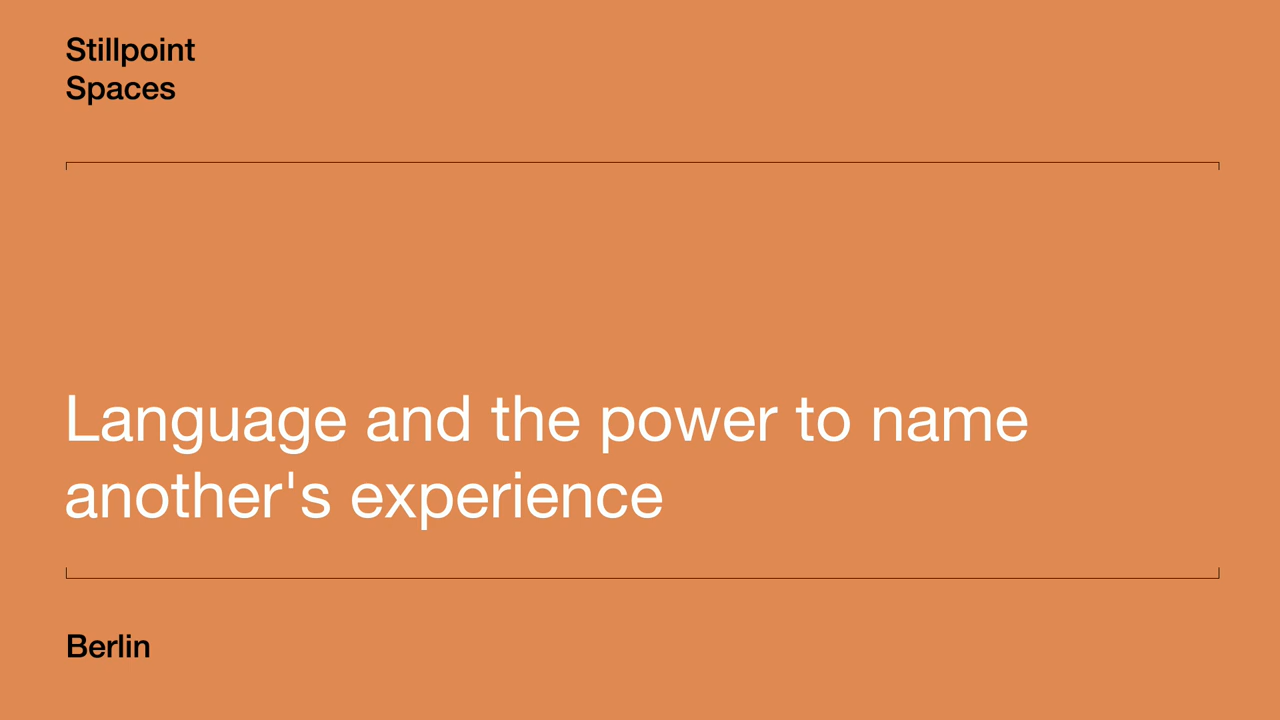 Stillpoint
Spaces
Language and the power to name
another's experience
Berlin